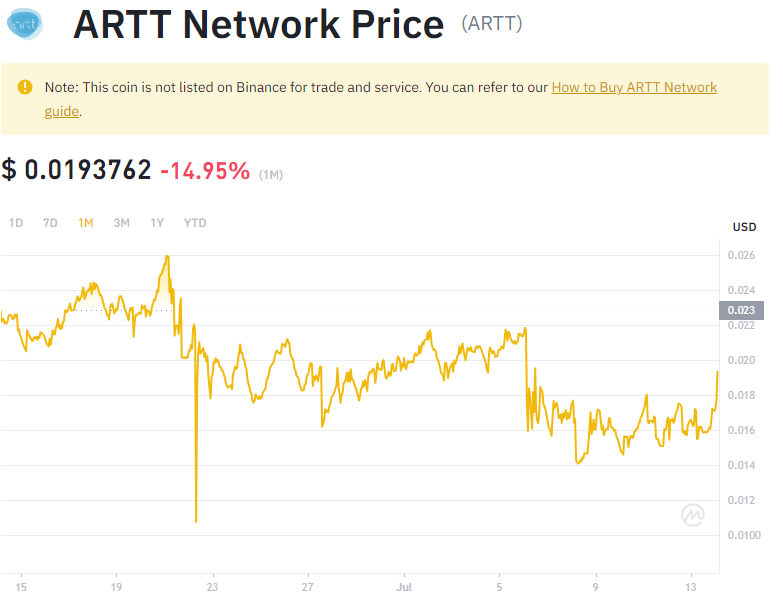 art
ARTT Network Price (ARTT)
Note: This coin is not listed on Binance for trade and service. You can refer to our How to Buy ARTT Network
guide.
$ 0.0193762 -14.95% (1M)
1D 7D 1M 3M 1Y YTD
USD
0.026
0.024
0.023
0.022
0.020
0.018
0.016
0.014
0.012
0.0100
15 19 23 27 Jul 5 9 13